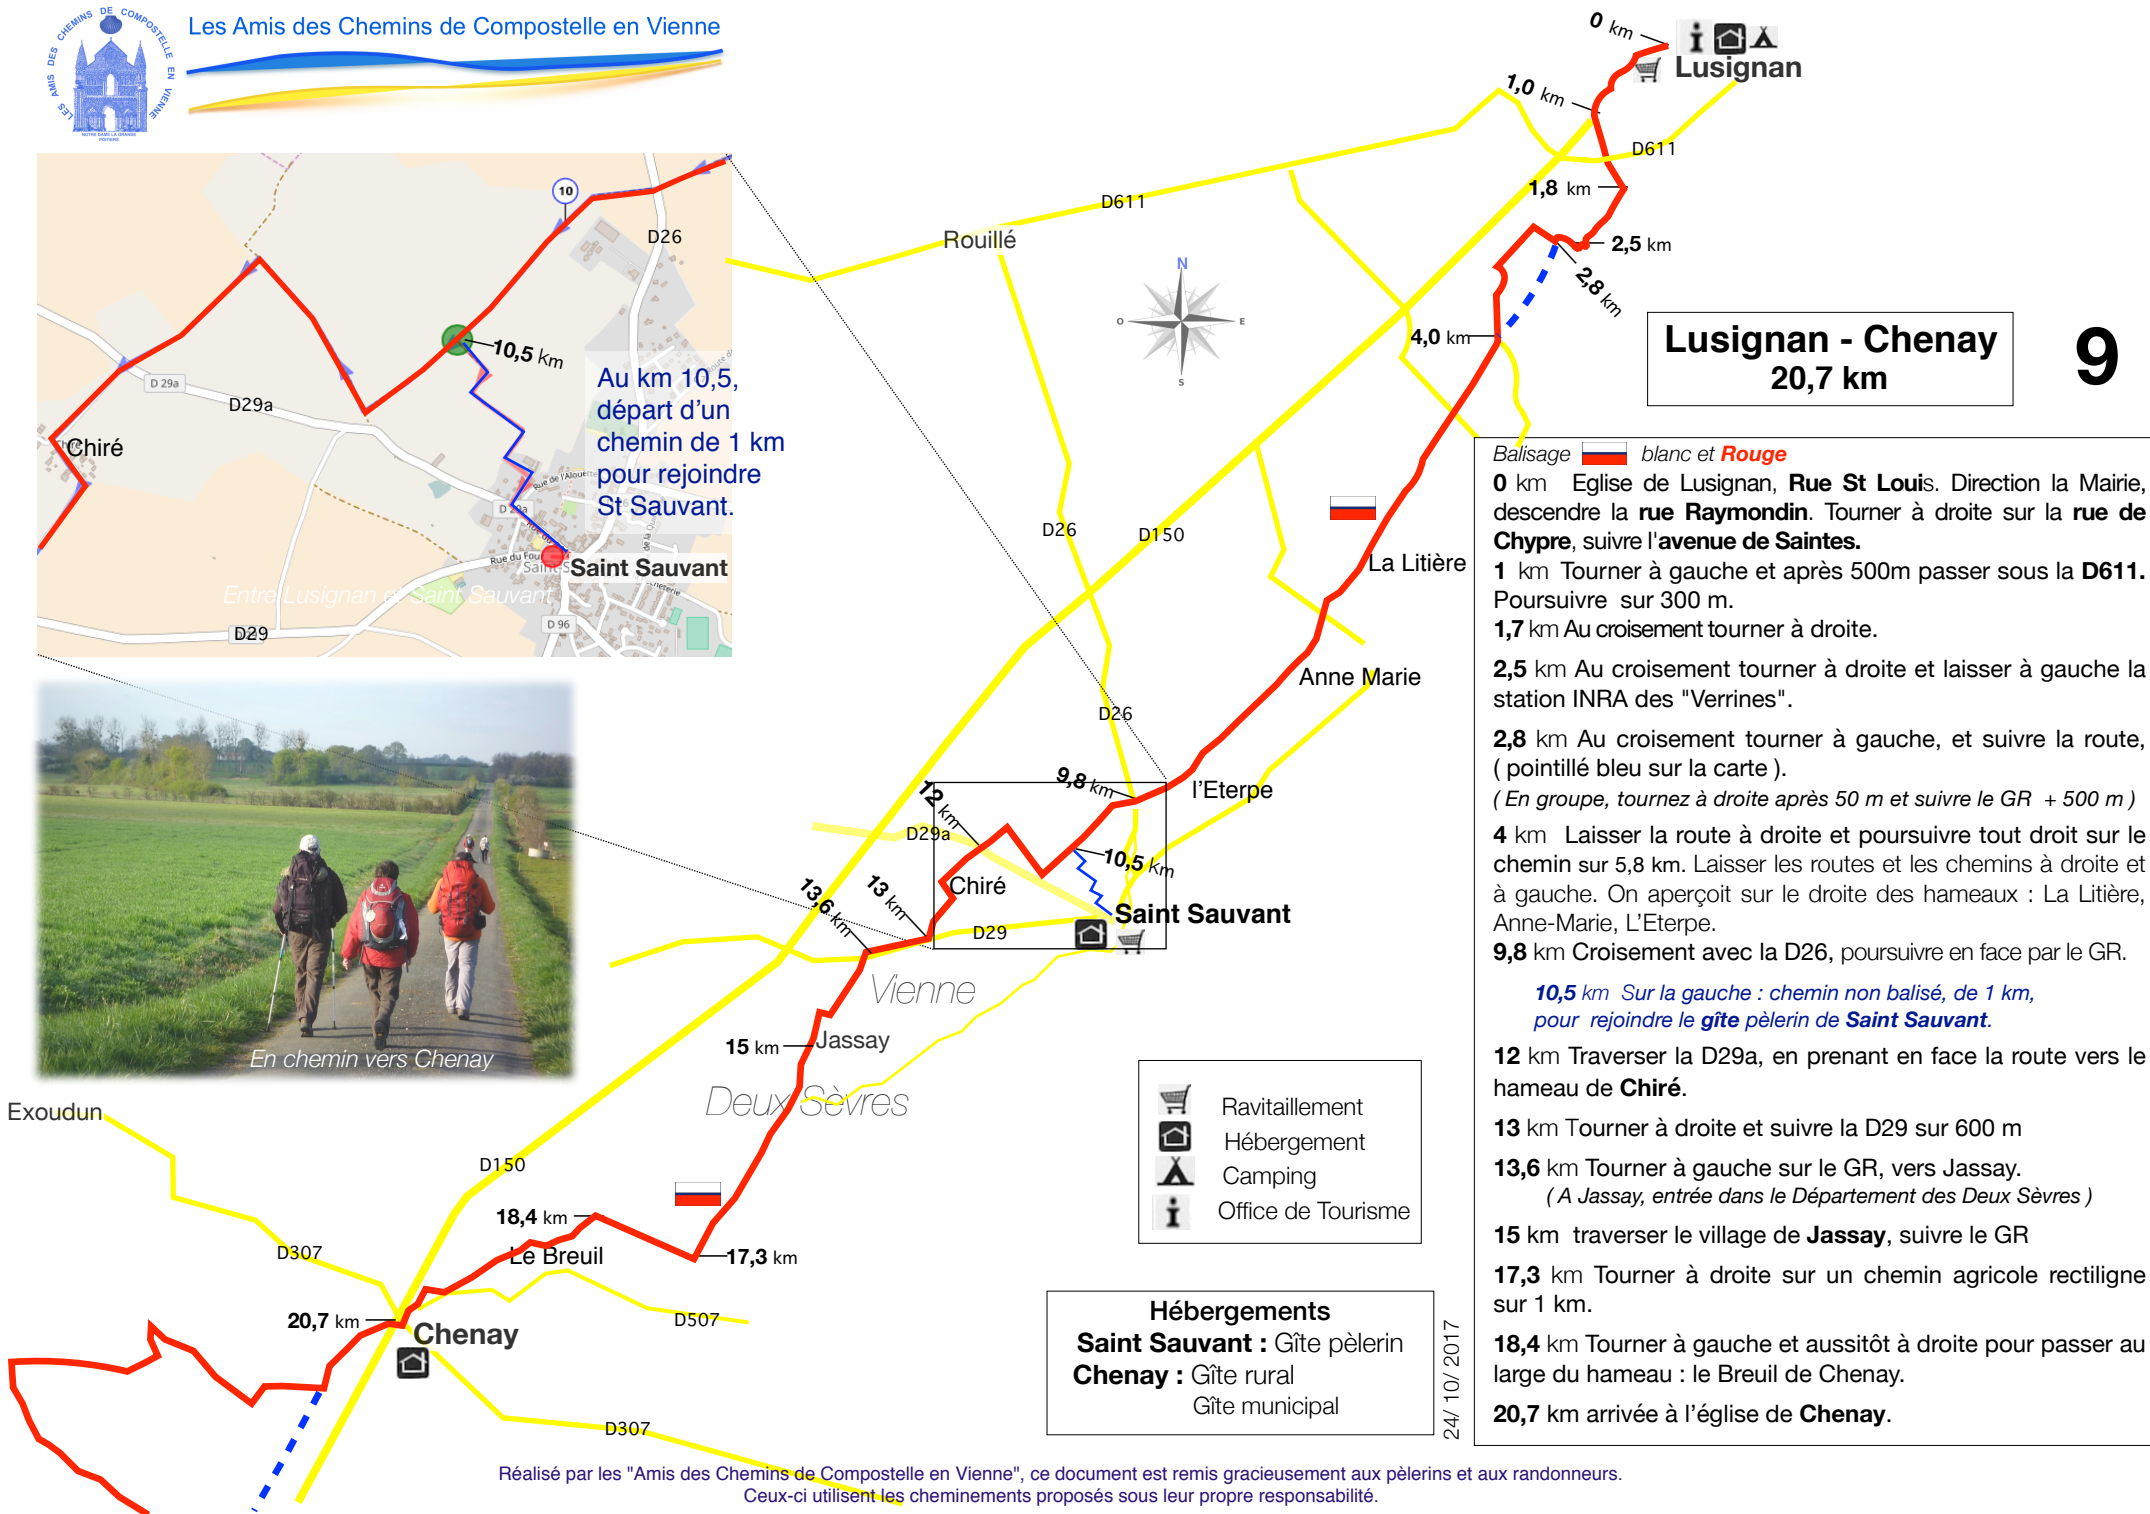 LES AMIS DES CHEMINS DE COMPOSTELLE EN VIENNE
NOTRE DAME LA GRANDE
POITIERS
Les Amis des Chemins de Compostelle en Vienne
0 km
Lusignan
1,0 km
D611
1,8 km
D611
Rouillé
2,5 km
2,8 km
N
O
E
S
4,0 km
Lusignan - Chenay
20,7 km
9
10
D26
10,5 km
D 29a
D29a
Chiré
Au km 10,5,
départ d'un
chemin de 1 km
pour rejoindre
St Sauvant.
Rue de l'Alouette
D 29a
Rue du Four
Saint Sauvant
Entre Lusignan et Saint Sauvant
D29
D 96
D26
D150
La Litière
Anne Marie
D26
9,8 km
l'Eterpe
12 km
D29a
10,5 km
13 km
Chiré
13,6 km
Saint Sauvant
D29
Vienne
15 km
Jassay
Deux Sèvres
En chemin vers Chenay
Exoudun
D150
18,4 km
Le Breuil
17,3 km
D307
20,7 km
Chenay
D507
D307
Ravitaillement
Hébergement
Camping
Office de Tourisme
Hébergements
Saint Sauvant : Gîte pèlerin
Chenay : Gîte rural
Gîte municipal
24/ 10/ 2017
Balisage blanc et Rouge
0 km Eglise de Lusignan, Rue St Louis. Direction la Mairie,
descendre la rue Raymondin. Tourner à droite sur la rue de
Chypre, suivre l'avenue de Saintes.
1 km Tourner à gauche et après 500m passer sous la D611.
Poursuivre sur 300 m.
1,7 km Au croisement tourner à droite.
2,5 km Au croisement tourner à droite et laisser à gauche la
station INRA des "Verrines".
2,8 km Au croisement tourner à gauche, et suivre la route,
( pointillé bleu sur la carte ).
( En groupe, tournez à droite après 50 m et suivre le GR + 500 m )
4 km Laisser la route à droite et poursuivre tout droit sur le
chemin sur 5,8 km. Laisser les routes et les chemins à droite et
à gauche. On aperçoit sur le droite des hameaux : La Litière,
Anne-Marie, L'Eterpe.
9,8 km Croisement avec la D26, poursuivre en face par le GR.
10,5 km Sur la gauche : chemin non balisé, de 1 km,
pour rejoindre le gîte pèlerin de Saint Sauvant.
12 km Traverser la D29a, en prenant en face la route vers le
hameau de Chiré.
13 km Tourner à droite et suivre la D29 sur 600 m
13,6 km Tourner à gauche sur le GR, vers Jassay.
( A Jassay, entrée dans le Département des Deux Sèvres )
15 km traverser le village de Jassay, suivre le GR
17,3 km Tourner à droite sur un chemin agricole rectiligne
sur 1 km.
18,4 km Tourner à gauche et aussitôt à droite pour passer au
large du hameau : le Breuil de Chenay.
20,7 km arrivée à l'église de Chenay.
Réalisé par les "Amis des Chemins de Compostelle en Vienne", ce document est remis gracieusement aux pèlerins et aux randonneurs.
Ceux-ci utilisent les cheminements proposés sous leur propre responsabilité.